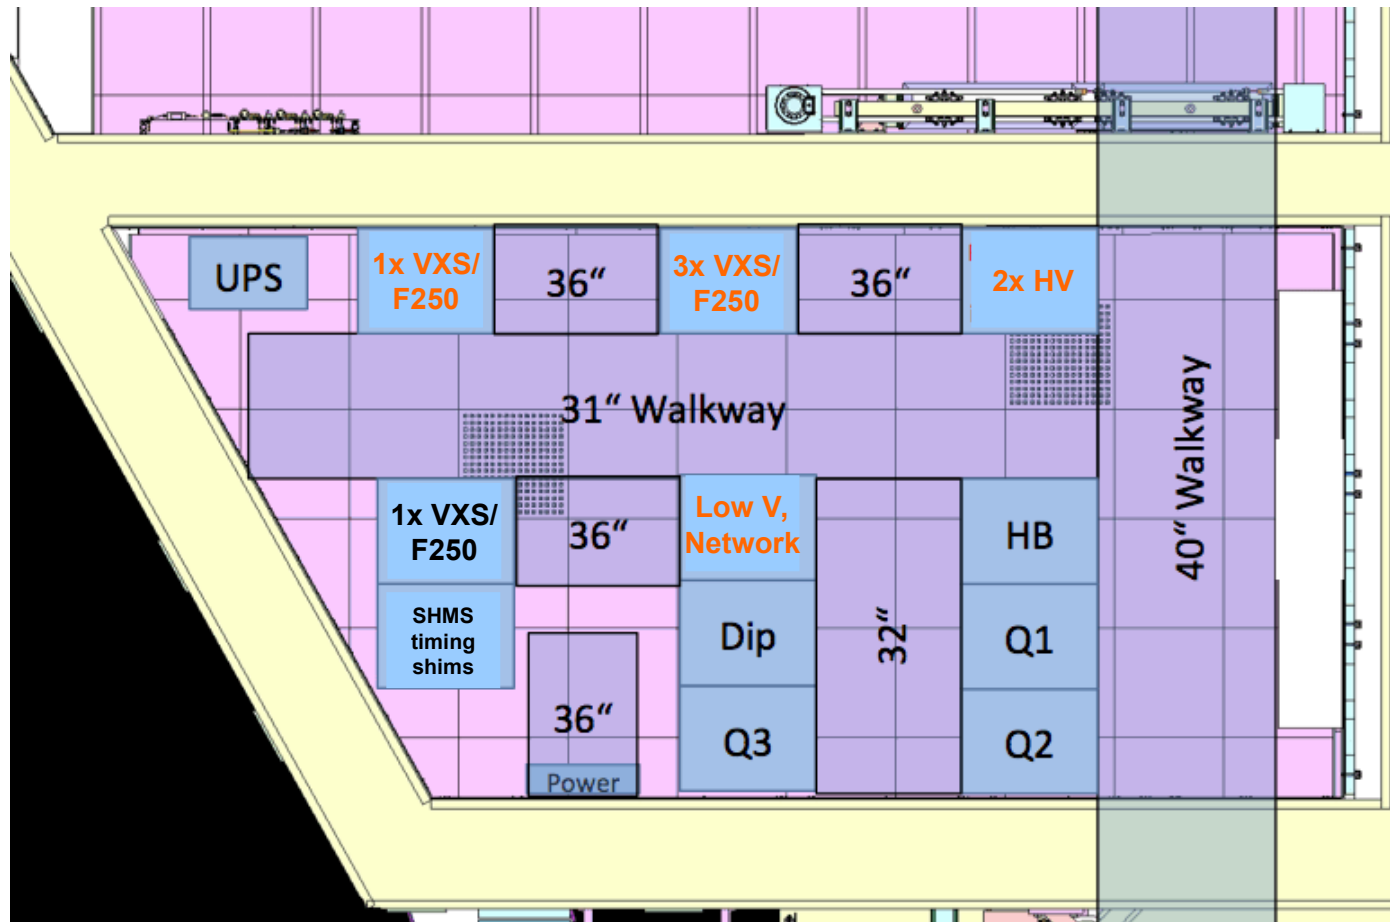 UPS
1x VXS/
F250
36“
3x VXS/
F250
36“
2x HV
31“ Walkway
40“ Walkway
1x VXS/
F250
36“
Low V,
Network
HB
SHMS
timing
shims
Dip
32“
Q1
36“
Q3
Q2
Power